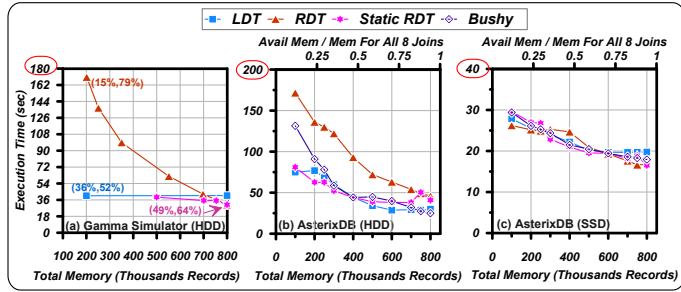 LDT RDT Static RDT Bushy
Avail Mem / Mem For All 8 Joins
0 0.25 0.5 0.75 1
Avail Mem / Mem For All 8 Joins
0 0.25 0.5 0.75 1
Execution Time (sec)
180
162
144
126
108
90
72
54
36
18
0
(15%,79%)
(36%,52%)
(49%,64%)
(a) Gamma Simulator (HDD)
100 200 300 400 500 600 700 800
Total Memory (Thousands Records)
200
150
100
50
0
(b) AsterixDB (HDD)
0 200 400 600 800
Total Memory (Thousands Records)
40
30
20
10
0
(c) AsterixDB (SSD)
0 200 400 600 800
Total Memory (Thousands Records)